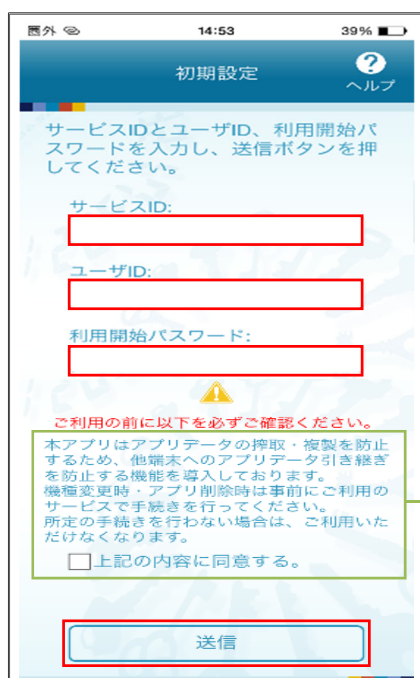 圏外 14:53 39%
初期設定
?
ヘルプ
サービスIDとユーザID、利用開始パ
スワードを入力し、送信ボタンを押
してください。
サービスID:
ユーザID:
利用開始パスワード:
ご利用の前に以下を必ずご確認ください。
本アプリはアプリデータの搾取・複製を防止
するため、他端末へのアプリデータ引き継ぎ
を防止する機能を導入しております。
機種変更時・アプリ削除時は事前にご利用の
サービスで手続きを行ってください。
所定の手続きを行わない場合は、ご利用いた
だけなくなります。
上記の内容に同意する。
送信